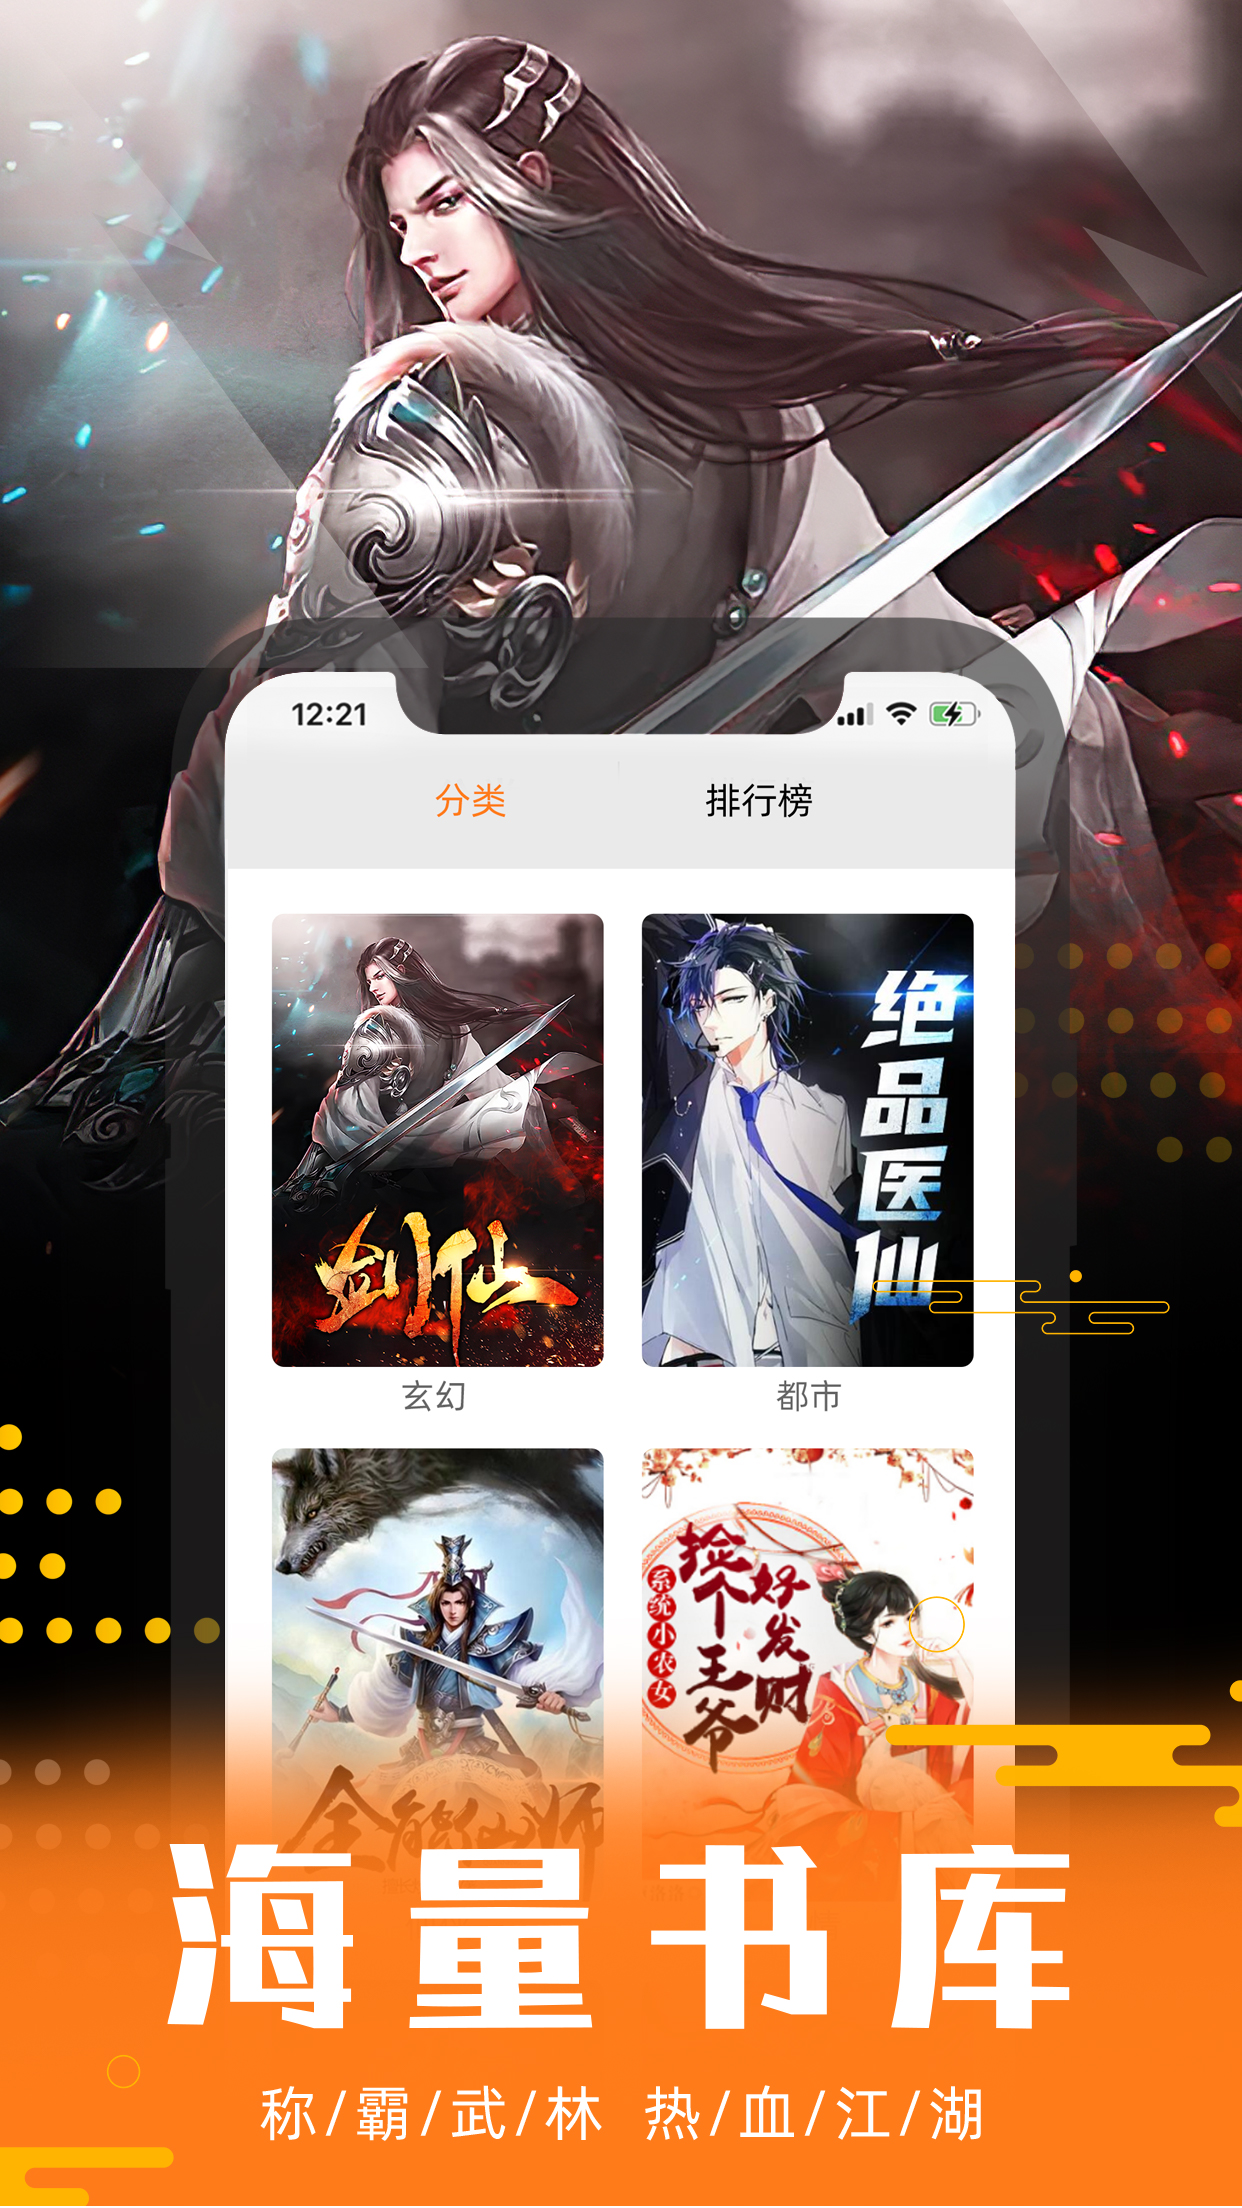 12:21
分类
排行榜
剑仙
绝品医仙
玄幻
都市
捡个王爷
好发财
系统小农女
全能仙师
海量书库
称/霸/武/林 热/血/江/湖